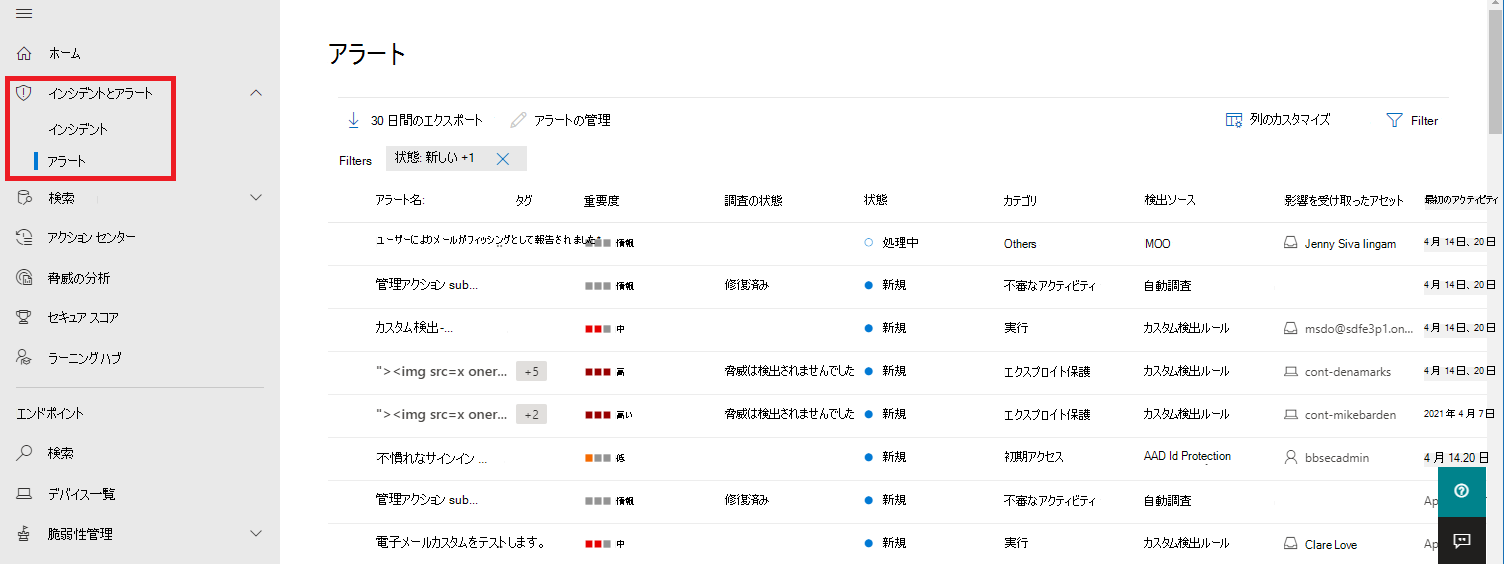 ホーム
インシデントとアラート
インシデント
アラート
検索
アクション センター
脅威の分析
セキュア スコア
ラーニング ハブ
エンドポイント
検索
デバイス一覧
脆弱性管理
アラート
30 日間のエクスポート アラートの管理 列のカスタマイズ Filter
Filters 状態: 新しい +1
アラート名: タグ 重要度 調査の状態 状態 カテゴリ 検出ソース 影響を受け取ったアセット 最初のアクティビティ
ユーザーによりメールがフィッシングとして報告されました" 情報 処理中 Others MOO Jenny Siva lingam 4 月 14日、20日
管理アクション sub... 情報 修復済み 新規 不審なアクティビティ 自動調査 4 月 14日、20日
カスタム検出-... 中 新規 実行 カスタム検出ルール msdo@sdfe3p1.on... 4 月 14日、20日
"><img src=x oner... +5 高 脅威は検出されませんでした 新規 エクスプロイト保護 カスタム検出ルール cont-denamarks 4 月 14日、20日
"><img src=x oner... +2 高い 脅威は検出されませんでした 新規 エクスプロイト保護 カスタム検出ルール cont-mikebarden 2021 年 4 月 7日
不慣れなサインイン ... 低 新規 初期アクセス AAD Id Protection bbsecadmin 4 月 14.20 日
管理アクション sub... 情報 修復済み 新規 不審なアクティビティ 自動調査 Ap
電子メールカスタムをテストします。 中 新規 実行 カスタム検出ルール Clare Love Ap